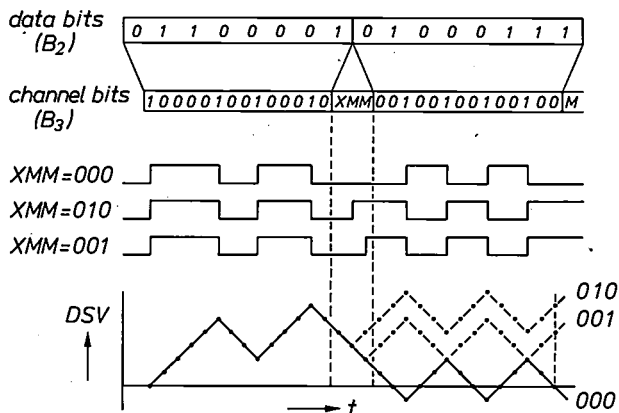 data bits 0 1 1 0 0 0 0 1 0 1 0 0 0 1 1 1
(B2)
channel bits 10000100100010 XMM 00100100100100 M
(B3)
XMM=000
XMM=010
XMM=001
010
DSV 001
t 000